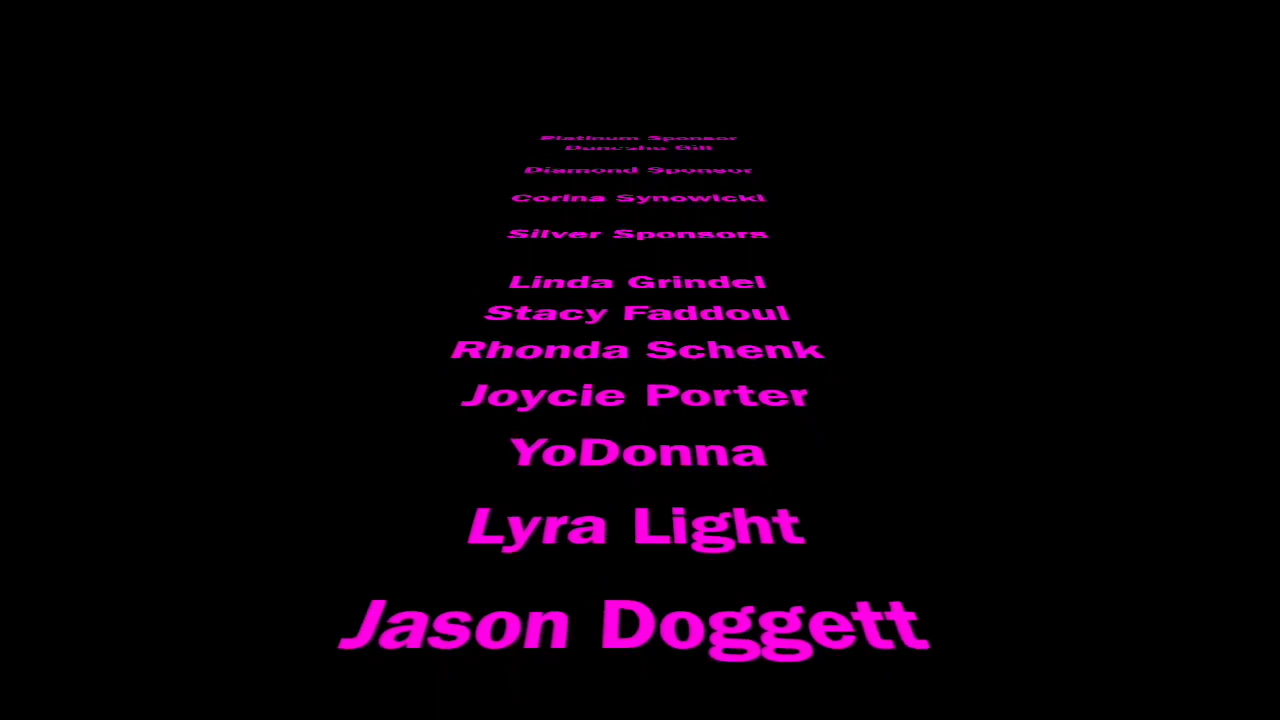 Platinum Sponsor
Gill
Diamond Sponsor
Corina Synowicki
Silver Sponsors
Linda Grindel
Stacy Faddoul
Rhonda Schenk
Joycie Porter
YoDonna
Lyra Light
Jason Doggett